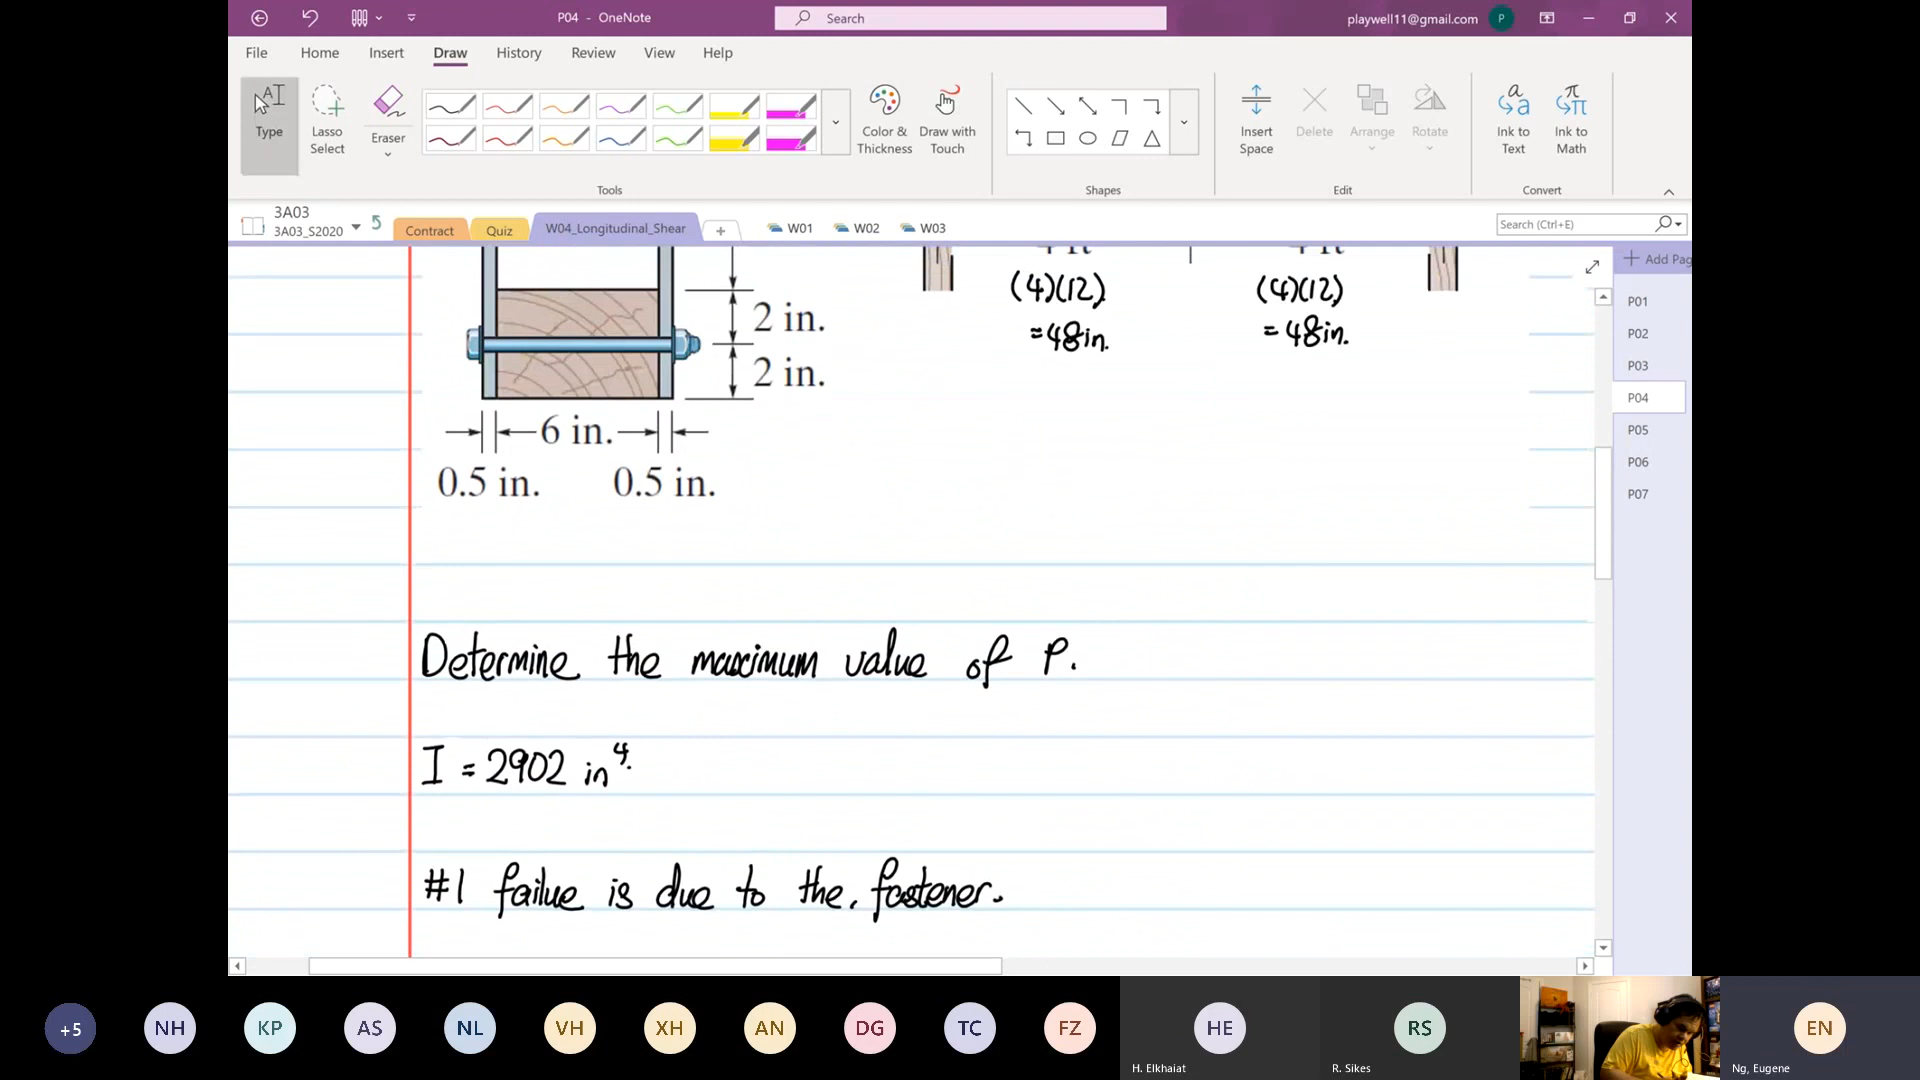 P04 - OneNote
Search
playwell11@gmail.com
P
File
Home
Insert
Draw
History
Review
View
Help
Type
Lasso Select
Eraser
Color & Thickness
Draw with Touch
Insert Space
Delete
Arrange
Rotate
Ink to Text
Ink to Math
Tools
Shapes
Edit
Convert
3A03
3A03_S2020
Contract
Quiz
W04_Longitudinal_Shear
W01
W02
W03
Search (Ctrl+E)
Add Pag
P01
P02
P03
P04
P05
P06
P07
(4)(12)
= 48in.
(4)(12)
= 48in.
2 in.
2 in.
6 in.
0.5 in.
0.5 in.
Determine the maximum value of P.
I = 2902 in⁴.
#1 failue is due to the. fastener.
+5
NH
KP
AS
NL
VH
XH
AN
DG
TC
FZ
HE
RS
EN
H. Elkhaiat
R. Sikes
Ng, Eugene